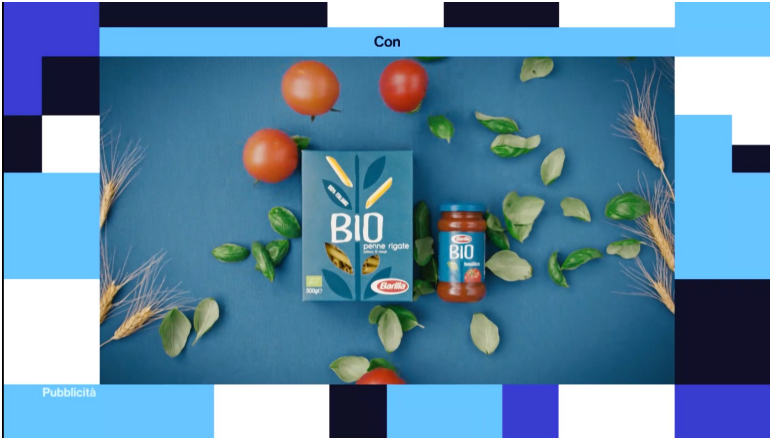 Con
BIO
penne rigate
500g e
Barilla
Barilla
BIO
Pubblicità